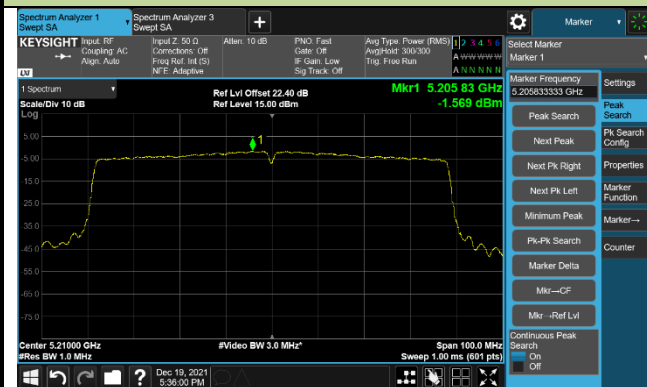 Spectrum Analyzer 1
Swept SA
Spectrum Analyzer 3
Swept SA
+
Marker
KEYSIGHT
Input: RF
Coupling: AC
Align: Auto
Input Z: 50 Ω
Corrections: Off
Freq Ref: Int (S)
NFE: Adaptive
Atten: 10 dB
PNO: Fast
Gate: Off
IF Gain: Low
Sig Track: Off
Avg Type: Power (RMS)
Avg|Hold: 300/300
Trig: Free Run
1 2 3 4 5 6
A W W W W W
A N N N N N
LXI
Select Marker
Marker 1
1 Spectrum
Scale/Div 10 dB
Log
Ref Lvl Offset 22.40 dB
Ref Level 15.00 dBm
Mkr1 5.205 83 GHz
-1.569 dBm
5.00
-5.00
-15.0
-25.0
-35.0
-45.0
-55.0
-65.0
-75.0
1
Center 5.21000 GHz
#Res BW 1.0 MHz
#Video BW 3.0 MHz*
Span 100.0 MHz
Sweep 1.00 ms (601 pts)
Marker Frequency
5.205833333 GHz
Peak Search
Next Peak
Next Pk Right
Next Pk Left
Minimum Peak
Pk-Pk Search
Marker Delta
Mkr→CF
Mkr→Ref Lvl
Continuous Peak
Search
On
Off
Settings
Peak
Search
Pk Search
Config
Properties
Marker
Function
Marker→
Counter
?
Dec 19, 2021
5:36:00 PM